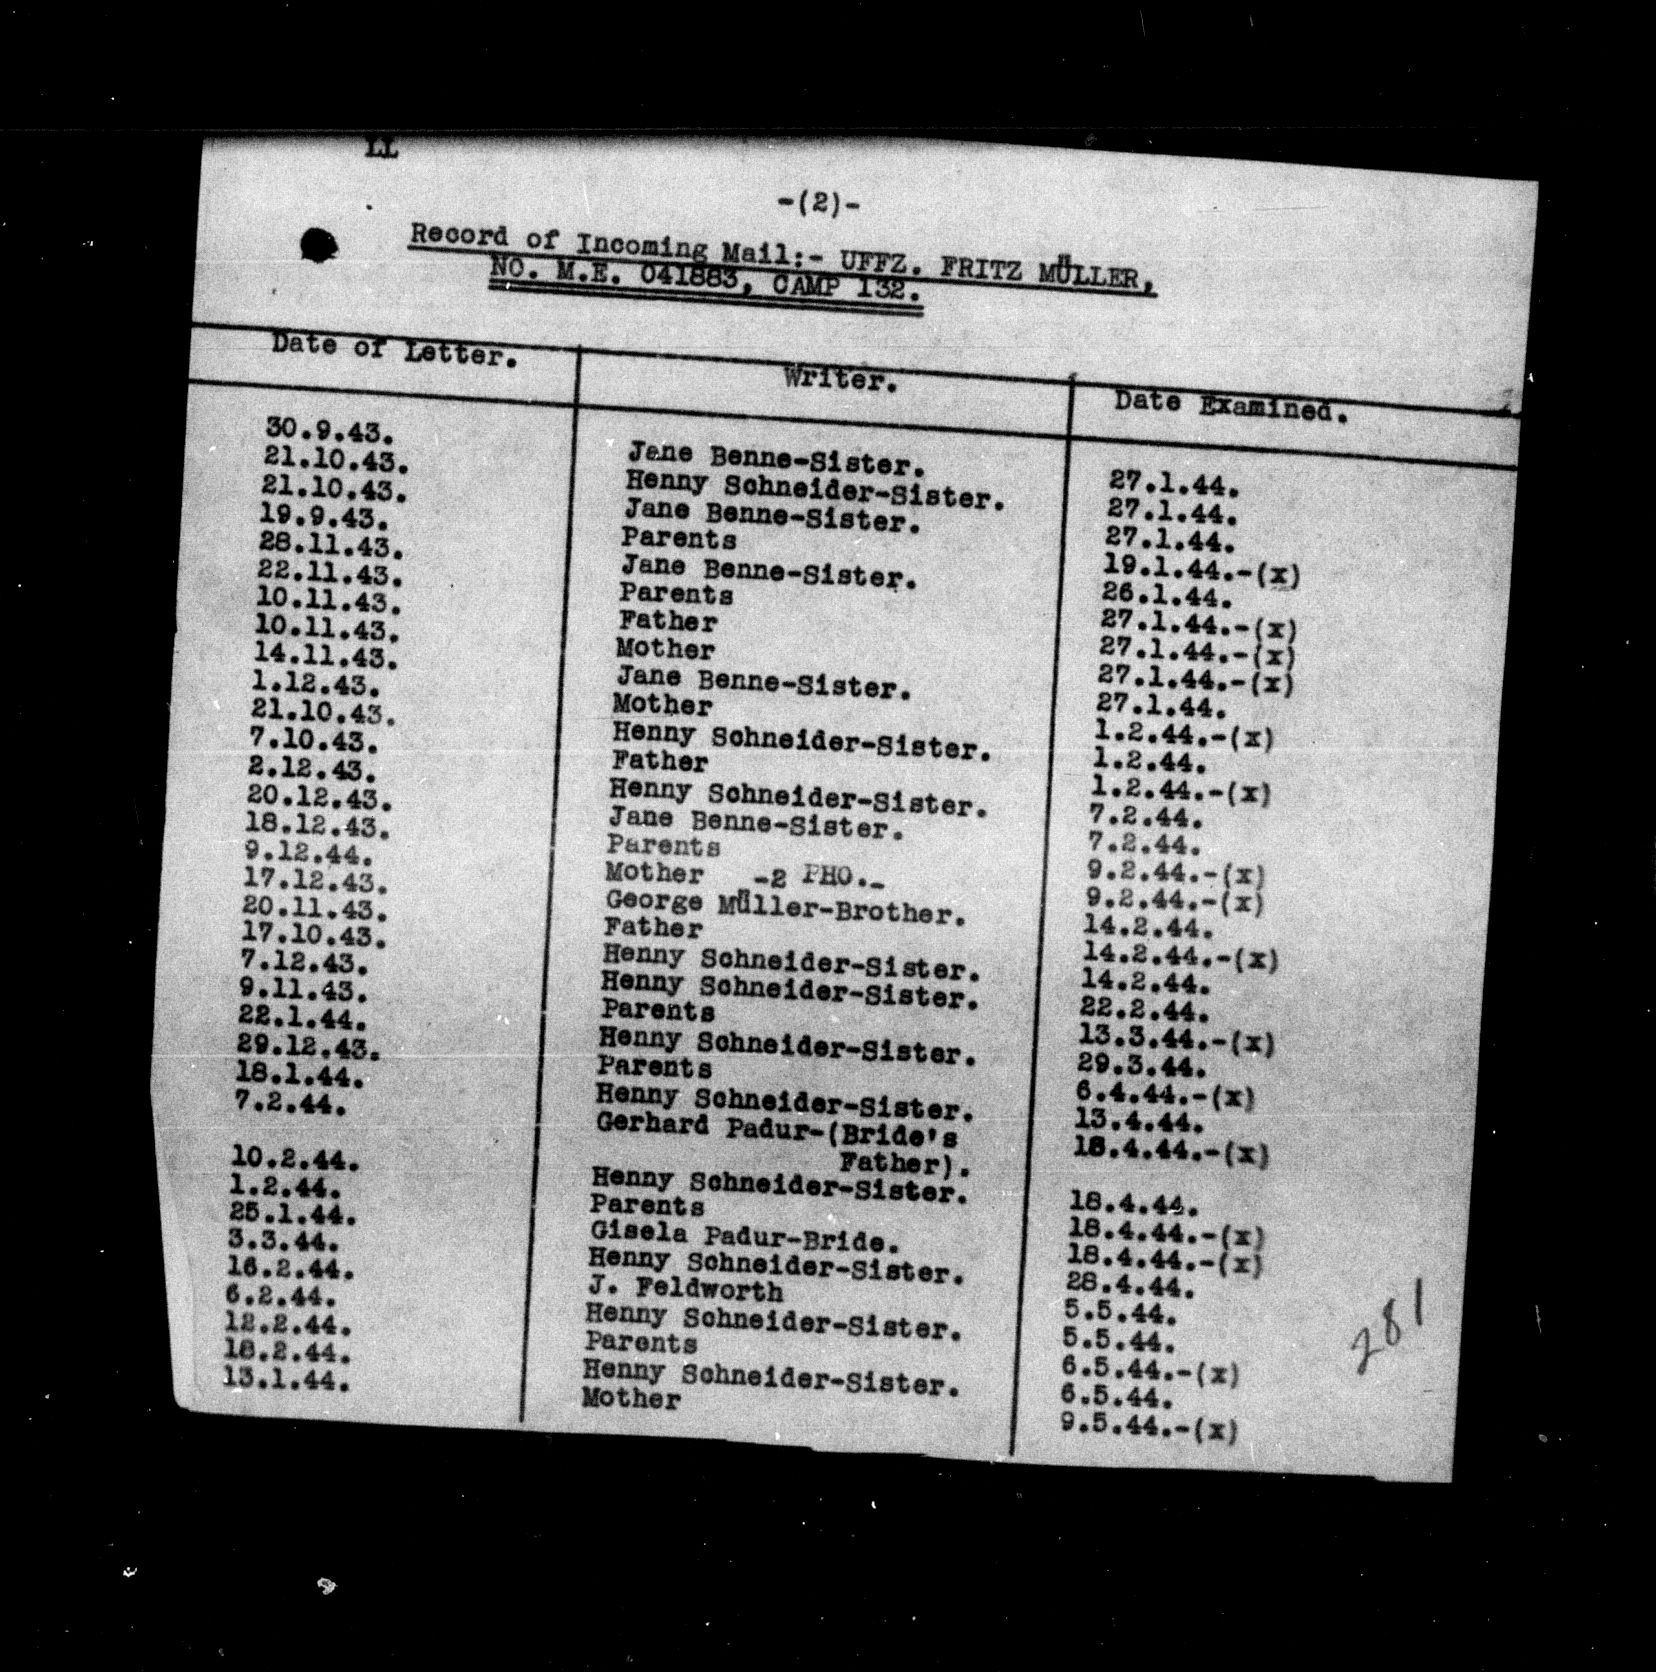 LL
-(2)-
Record of Incoming Mail:- UFFZ. FRITZ MÜLLER,
NO. M.E. 041883, CAMP 132.
Date of Letter. Writer. Date Examined.
30.9.43. Jane Benne-Sister. 27.1.44.
21.10.43. Henny Schneider-Sister. 27.1.44.
21.10.43. Jane Benne-Sister. 27.1.44.
19.9.43. Parents 19.1.44.-(x)
28.11.43. Jane Benne-Sister. 26.1.44.
22.11.43. Parents 27.1.44.-(x)
10.11.43. Father 27.1.44.-(x)
10.11.43. Mother 27.1.44.-(x)
14.11.43. Jane Benne-Sister. 27.1.44.
1.12.43. Mother 1.2.44.-(x)
21.10.43. Henny Schneider-Sister. 1.2.44.
7.10.43. Father 1.2.44.-(x)
2.12.43. Henny Schneider-Sister. 7.2.44.
20.12.43. Jane Benne-Sister. 7.2.44.
18.12.43. Parents 9.2.44.-(x)
9.12.44. Mother -2 PHO.- 9.2.44.-(x)
17.12.43. George Müller-Brother. 14.2.44.
20.11.43. Father 14.2.44.-(x)
17.10.43. Henny Schneider-Sister. 14.2.44.
7.12.43. Henny Schneider-Sister. 22.2.44.
9.11.43. Parents 13.3.44.-(x)
22.1.44. Henny Schneider-Sister. 29.3.44.
29.12.43. Parents 6.4.44.-(x)
18.1.44. Henny Schneider-Sister. 13.4.44.
7.2.44. Gerhard Padur-(Bride's 18.4.44.-(x)
Father).
10.2.44. Henny Schneider-Sister. 18.4.44.
1.2.44. Parents 18.4.44.-(x)
25.1.44. Gisela Padur-Bride. 18.4.44.-(x)
3.3.44. Henny Schneider-Sister. 28.4.44.
16.2.44. J. Feldworth 5.5.44.
6.2.44. Henny Schneider-Sister. 5.5.44.
12.2.44. Parents 6.5.44.-(x)
18.2.44. Henny Schneider-Sister. 6.5.44.
13.1.44. Mother 9.5.44.-(x)
281